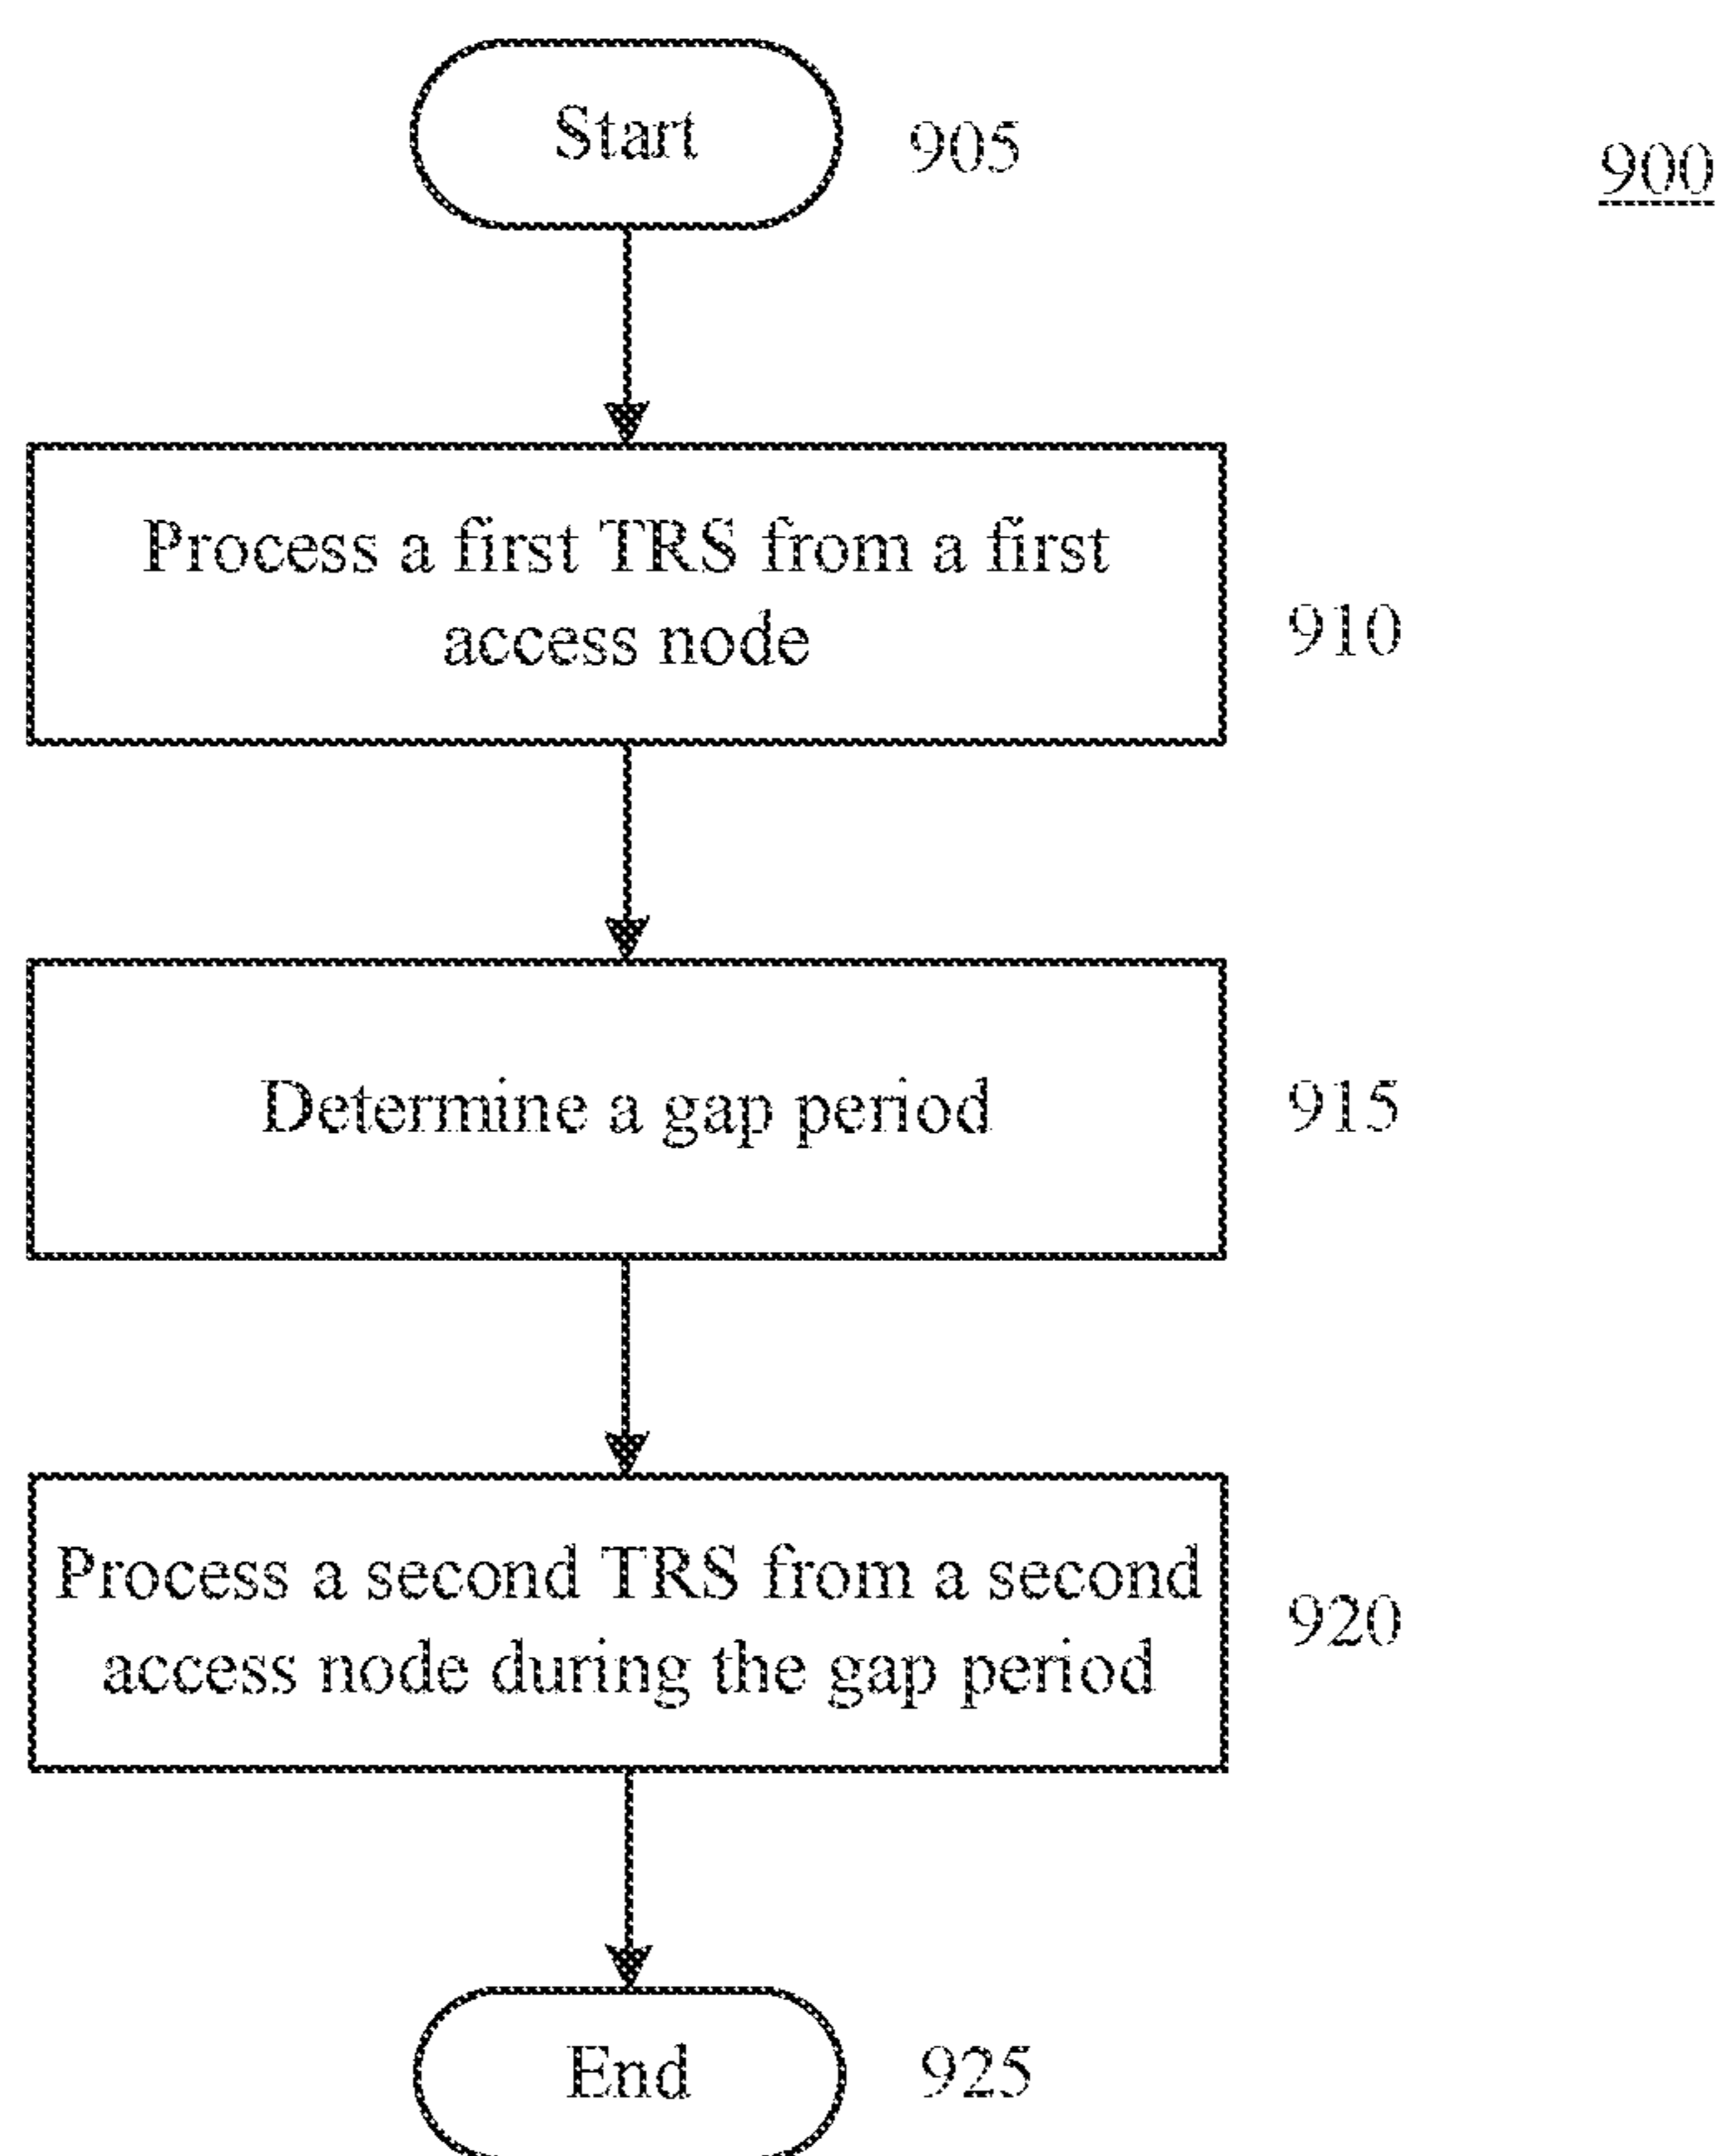 Start
905
900
Process a first TRS from a first
access node
910
Determine a gap period
915
Process a second TRS from a second
access node during the gap period
920
End
925